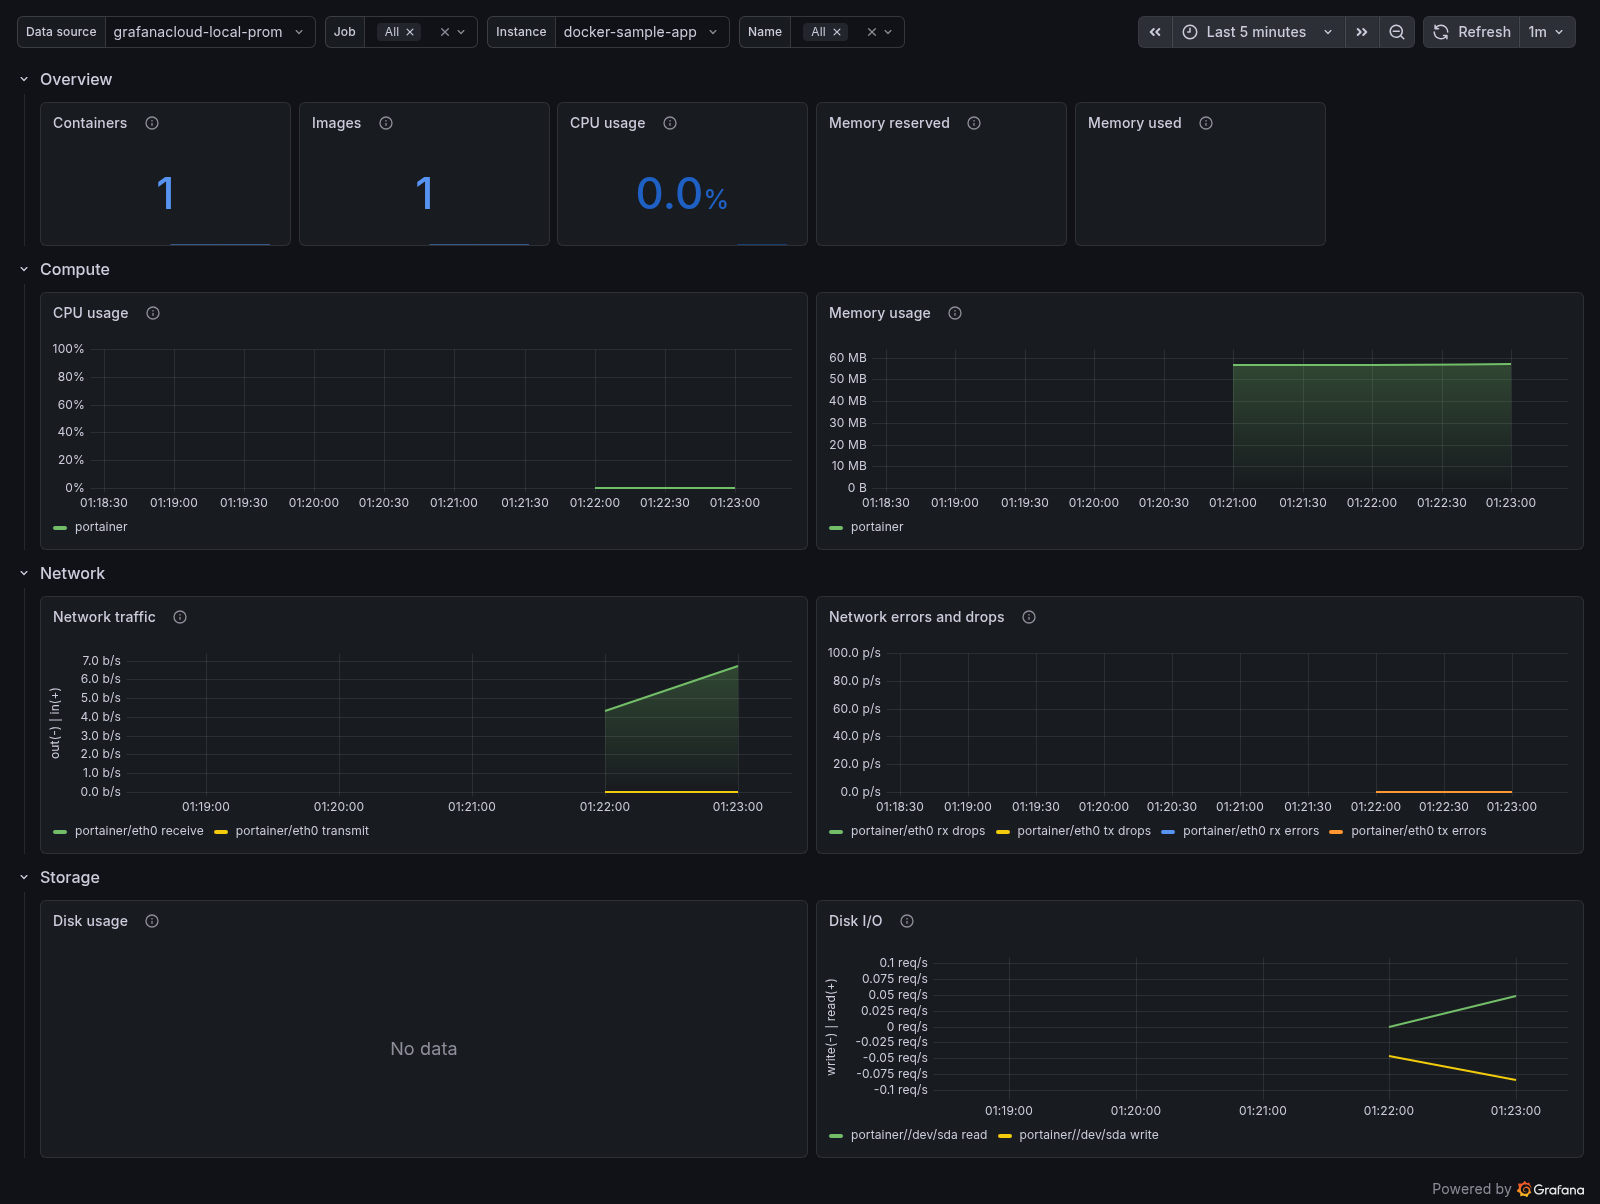 Data source grafanacloud-local-prom Job All Instance docker-sample-app Name All Last 5 minutes Refresh 1m
Overview
Containers Images CPU usage Memory reserved Memory used
1 1 0.0%
Compute
CPU usage
100%
80%
60%
40%
20%
0%
01:18:30 01:19:00 01:19:30 01:20:00 01:20:30 01:21:00 01:21:30 01:22:00 01:22:30 01:23:00
portainer
Memory usage
60 MB
50 MB
40 MB
30 MB
20 MB
10 MB
0 B
01:18:30 01:19:00 01:19:30 01:20:00 01:20:30 01:21:00 01:21:30 01:22:00 01:22:30 01:23:00
portainer
Network
Network traffic
out(-) | in(+)
7.0 b/s
6.0 b/s
5.0 b/s
4.0 b/s
3.0 b/s
2.0 b/s
1.0 b/s
0.0 b/s
01:19:00 01:20:00 01:21:00 01:22:00 01:23:00
portainer/eth0 receive portainer/eth0 transmit
Network errors and drops
100.0 p/s
80.0 p/s
60.0 p/s
40.0 p/s
20.0 p/s
0.0 p/s
01:18:30 01:19:00 01:19:30 01:20:00 01:20:30 01:21:00 01:21:30 01:22:00 01:22:30 01:23:00
portainer/eth0 rx drops portainer/eth0 tx drops portainer/eth0 rx errors portainer/eth0 tx errors
Storage
Disk usage
No data
Disk I/O
write(-) | read(+)
0.1 req/s
0.075 req/s
0.05 req/s
0.025 req/s
0 req/s
-0.025 req/s
-0.05 req/s
-0.075 req/s
-0.1 req/s
01:19:00 01:20:00 01:21:00 01:22:00 01:23:00
portainer//dev/sda read portainer//dev/sda write
Powered by Grafana